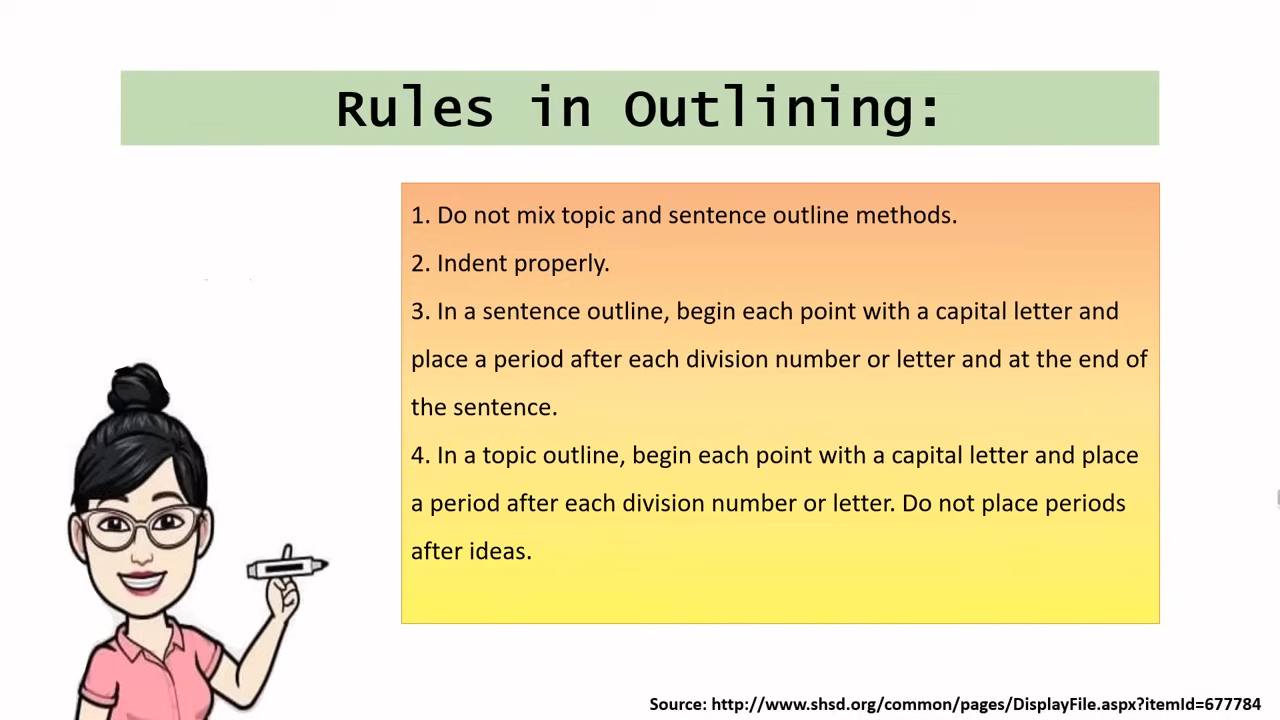 Rules in Outlining:
1. Do not mix topic and sentence outline methods.
2. Indent properly.
3. In a sentence outline, begin each point with a capital letter and
place a period after each division number or letter and at the end of
the sentence.
4. In a topic outline, begin each point with a capital letter and place
a period after each division number or letter. Do not place periods
after ideas.
Source: http://www.shsd.org/common/pages/DisplayFile.aspx?itemId=677784